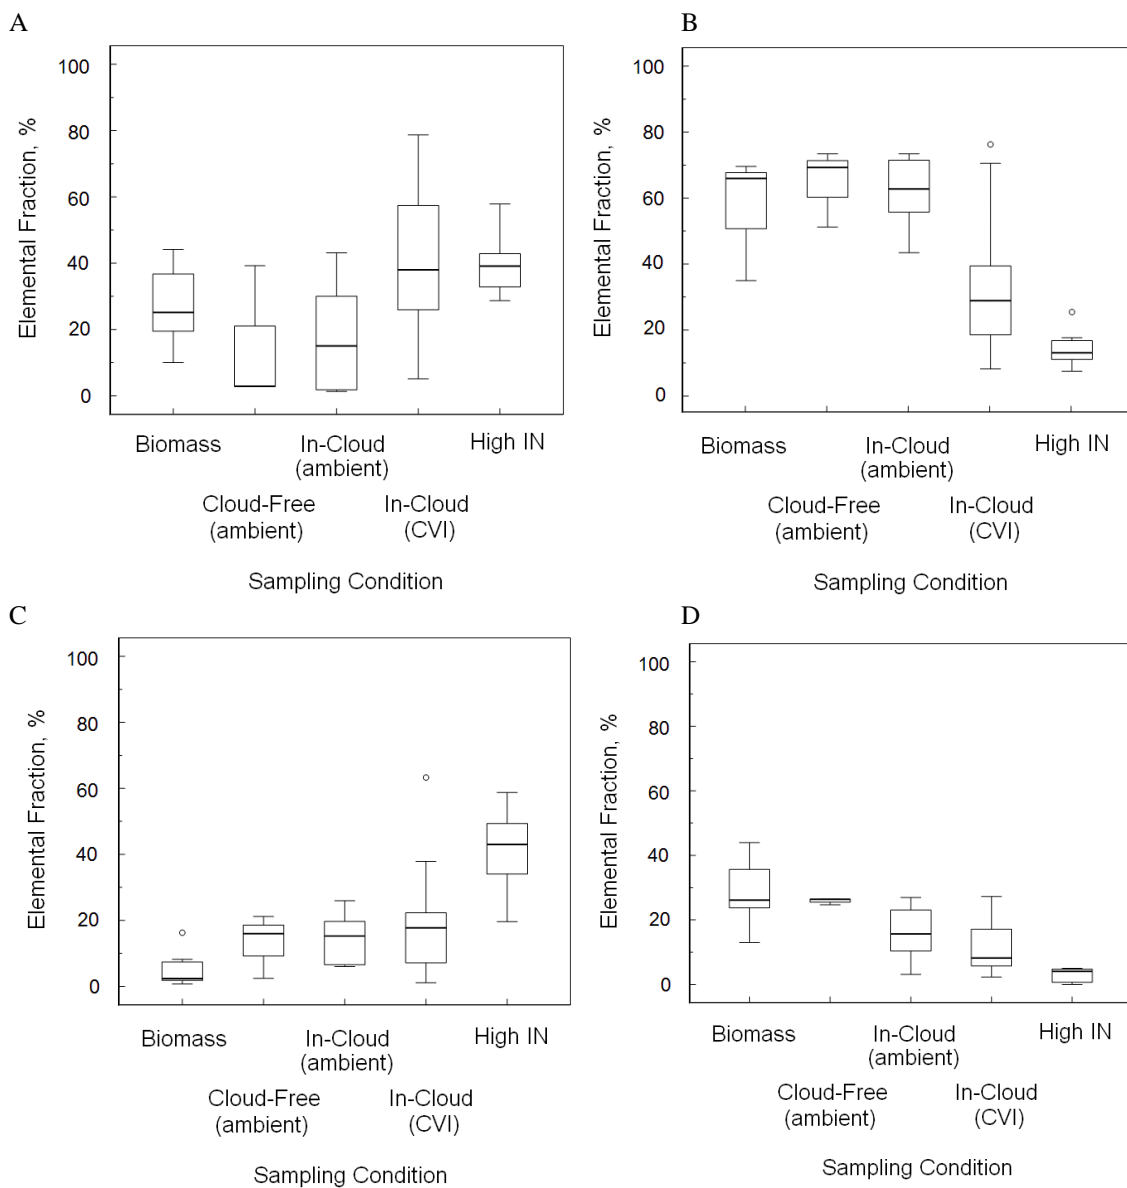 A
Elemental Fraction, %
100
80
60
40
20
0
Biomass
In-Cloud
(ambient)
High IN
Cloud-Free
(ambient)
In-Cloud
(CVI)
Sampling Condition
B
Elemental Fraction, %
100
80
60
40
20
0
Biomass
In-Cloud
(ambient)
High IN
Cloud-Free
(ambient)
In-Cloud
(CVI)
Sampling Condition
C
Elemental Fraction, %
100
80
60
40
20
0
Biomass
In-Cloud
(ambient)
High IN
Cloud-Free
(ambient)
In-Cloud
(CVI)
Sampling Condition
D
Elemental Fraction, %
100
80
60
40
20
0
Biomass
In-Cloud
(ambient)
High IN
Cloud-Free
(ambient)
In-Cloud
(CVI)
Sampling Condition